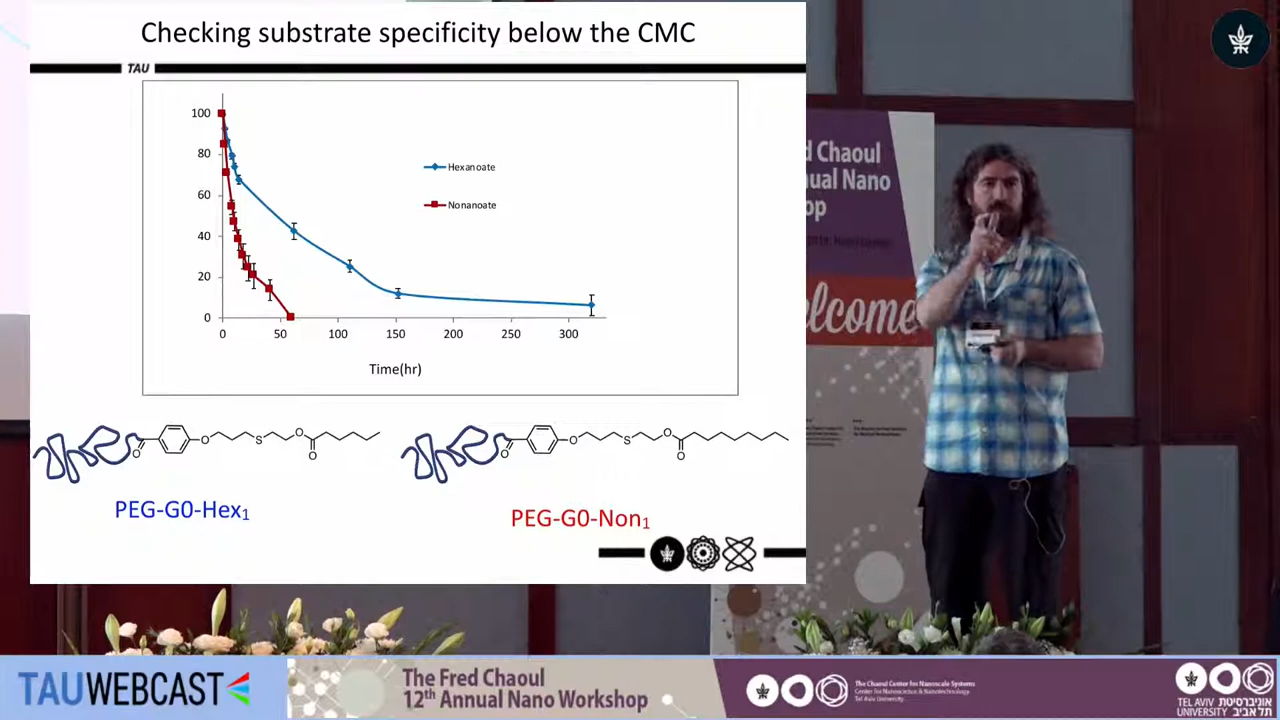 Checking substrate specificity below the CMC
TAU
100
80
60
40
20
0
0
50
100
150
200
250
300
Hexanoate
Nonanoate
Time(hr)
O
O
S
O
O
O
O
S
O
O
PEG-G0-Hex1
PEG-G0-Non1
d Chaoul
ual Nano
op
elcome
TAUWEBCAST
The Fred Chaoul
12th Annual Nano Workshop
The Chaoul Center for Nanoscale Systems
Center for Nanoscience & Nanotechnology
Tel Aviv University
TEL AVIV אוניברסיטת
UNIVERSITY תל אביב